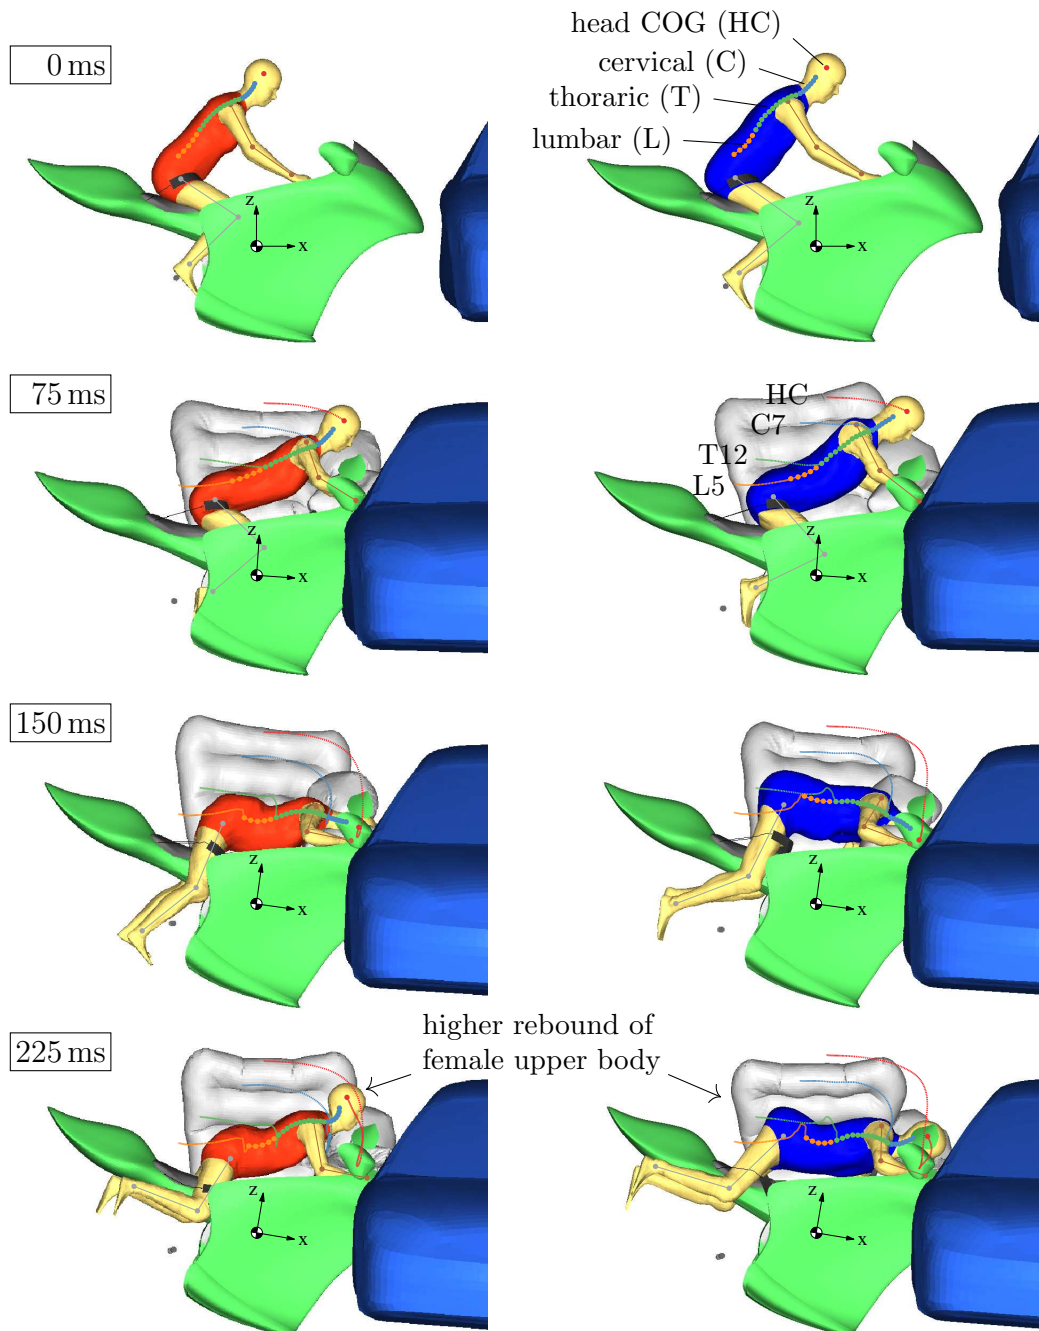 0 ms
head COG (HC)
cervical (C)
thoraric (T)
lumbar (L)
z
x
z
x
75 ms
HC
C7
T12
L5
z
x
z
x
150 ms
z
x
z
x
225 ms
higher rebound of
female upper body
z
x
z
x